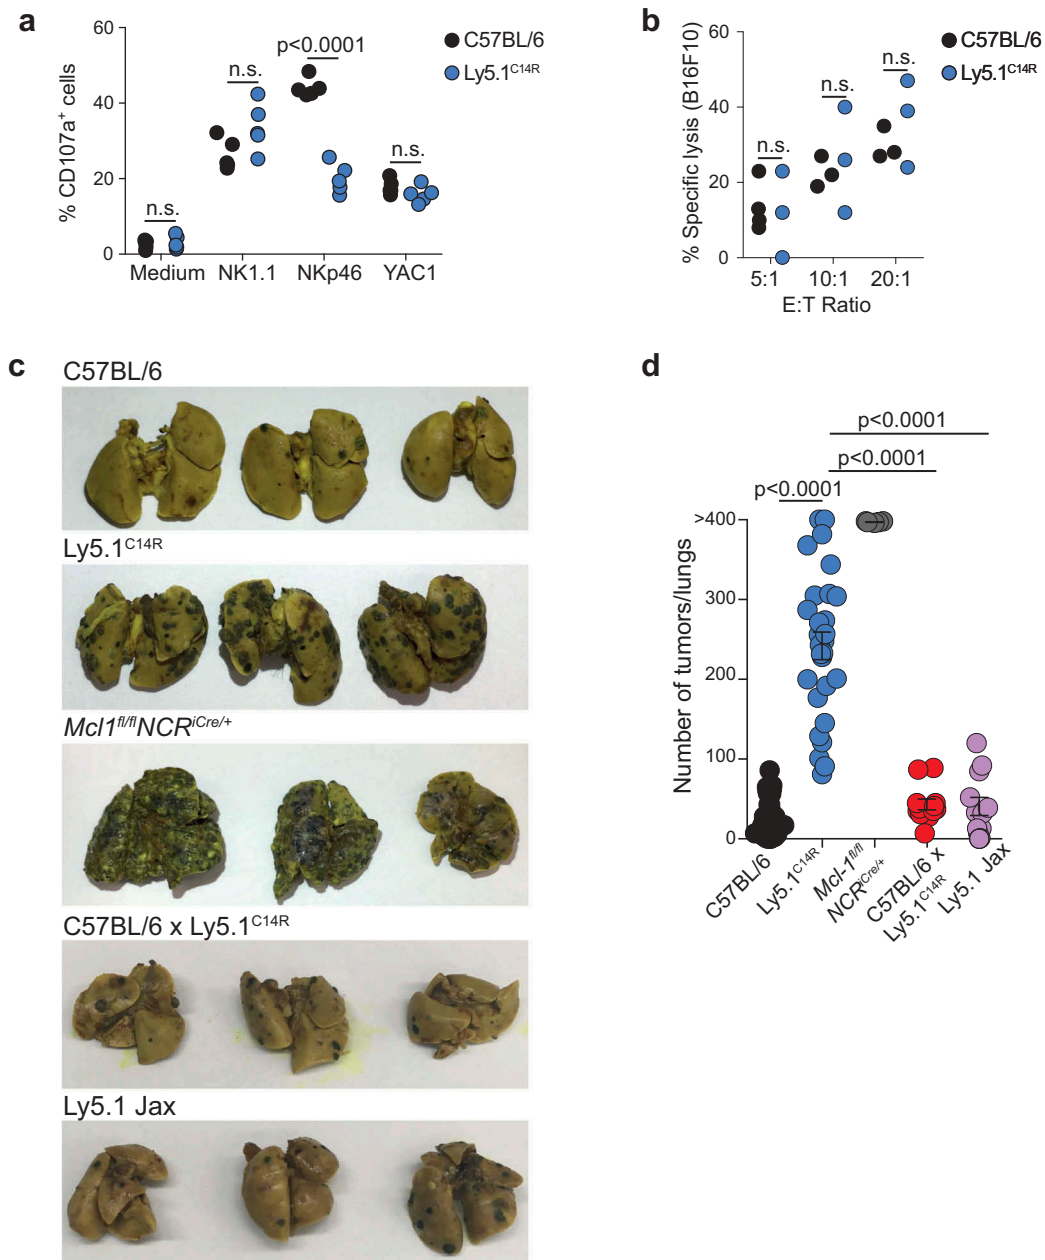 a
60
40
20
0
% CD107a⁺ cells
n.s.
n.s.
p<0.0001
n.s.
Medium
NK1.1
NKp46
YAC1
C57BL/6
Ly5.1ᶜ¹⁴ᴿ
b
60
40
20
0
% Specific lysis (B16F10)
n.s.
n.s.
n.s.
5:1
10:1
20:1
E:T Ratio
C57BL/6
Ly5.1ᶜ¹⁴ᴿ
c
C57BL/6
Ly5.1ᶜ¹⁴ᴿ
Mcl1ᶠˡ/ᶠˡNCRⁱᶜʳᵉ/⁺
C57BL/6 x Ly5.1ᶜ¹⁴ᴿ
Ly5.1 Jax
d
p<0.0001
p<0.0001
p<0.0001
>400
300
200
100
0
Number of tumors/lungs
C57BL/6
Ly5.1ᶜ¹⁴ᴿ
Mcl-1ᶠˡ/ᶠˡ
NCRⁱᶜʳᵉ/⁺
C57BL/6 x
Ly5.1ᶜ¹⁴ᴿ
Ly5.1 Jax